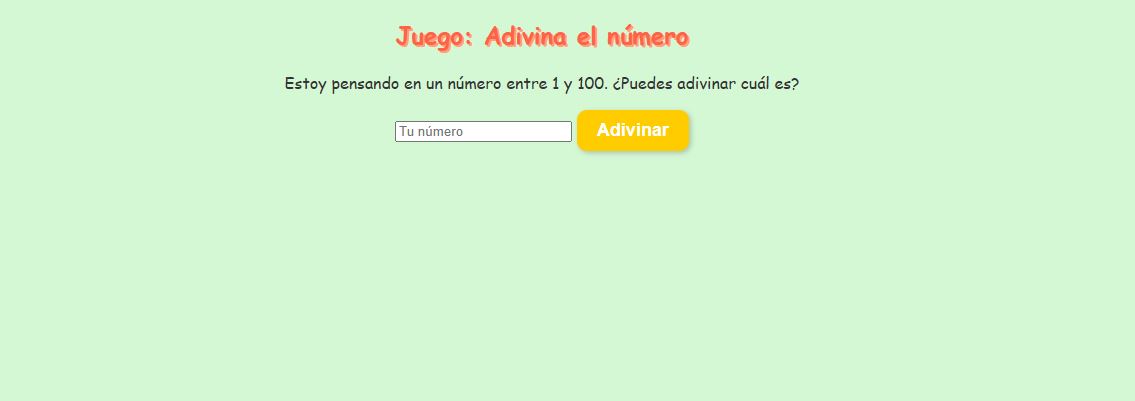 Juego: Adivina el número
Estoy pensando en un número entre 1 y 100. ¿Puedes adivinar cuál es?
Tu número Adivinar